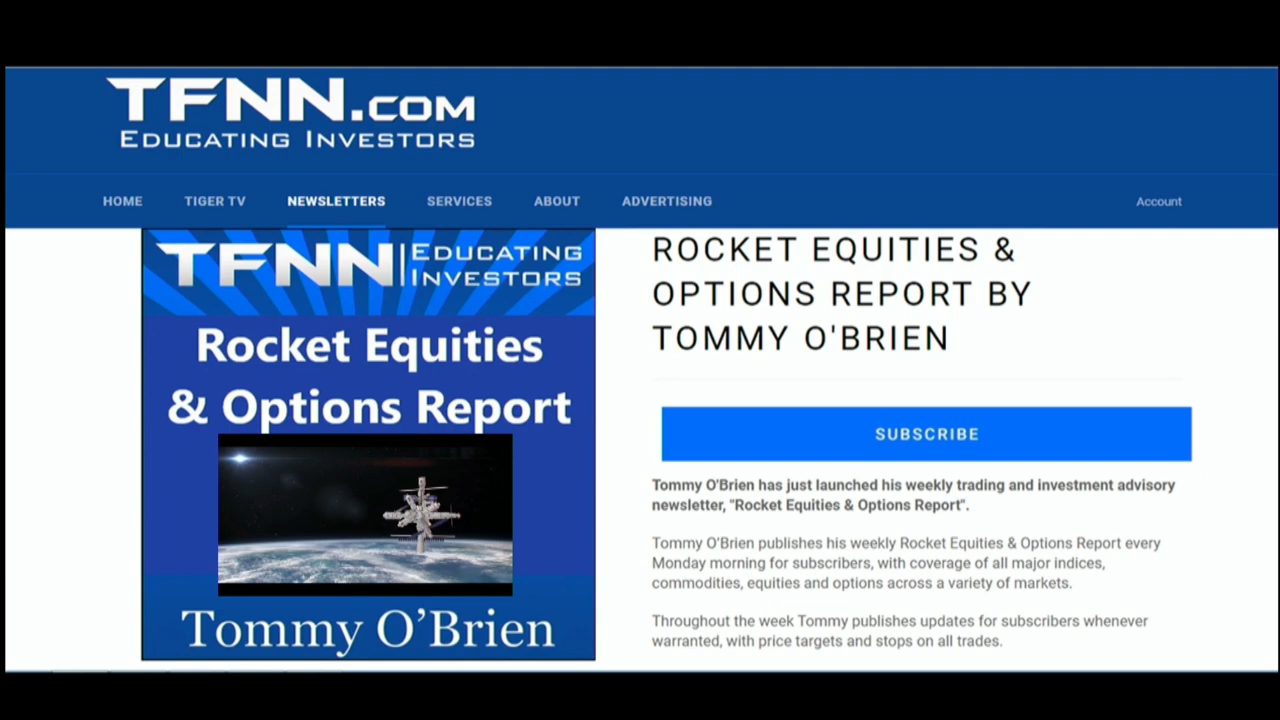 TFNN.COM
EDUCATING INVESTORS
HOME TIGER TV NEWSLETTERS SERVICES ABOUT ADVERTISING Account
TFNN | EDUCATING INVESTORS
Rocket Equities
& Options Report
Tommy O’Brien
ROCKET EQUITIES &
OPTIONS REPORT BY
TOMMY O'BRIEN
SUBSCRIBE
Tommy O'Brien has just launched his weekly trading and investment advisory
newsletter, "Rocket Equities & Options Report".
Tommy O’Brien publishes his weekly Rocket Equities & Options Report every
Monday morning for subscribers, with coverage of all major indices,
commodities, equities and options across a variety of markets.
Throughout the week Tommy publishes updates for subscribers whenever
warranted, with price targets and stops on all trades.